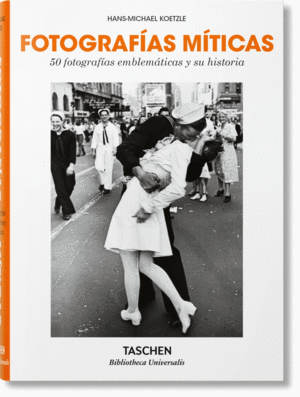 HANS-MICHAEL KOETZLE
FOTOGRAFÍAS MÍTICAS
50 fotografías emblemáticas y su historia
TASCHEN
Bibliotheca Universalis